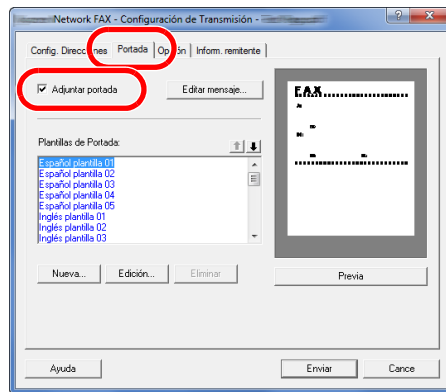 Network FAX - Configuración de Transmisión -
Config. Direcciones Portada Opción Inform. remitente
Adjuntar portada Editar mensaje...
FAX
Plantillas de Portada:
Español plantilla 01
Español plantilla 02
Español plantilla 03
Español plantilla 04
Español plantilla 05
Inglés plantilla 01
Inglés plantilla 02
Inglés plantilla 03
Nueva... Edición... Eliminar Previa
Ayuda Enviar Cance